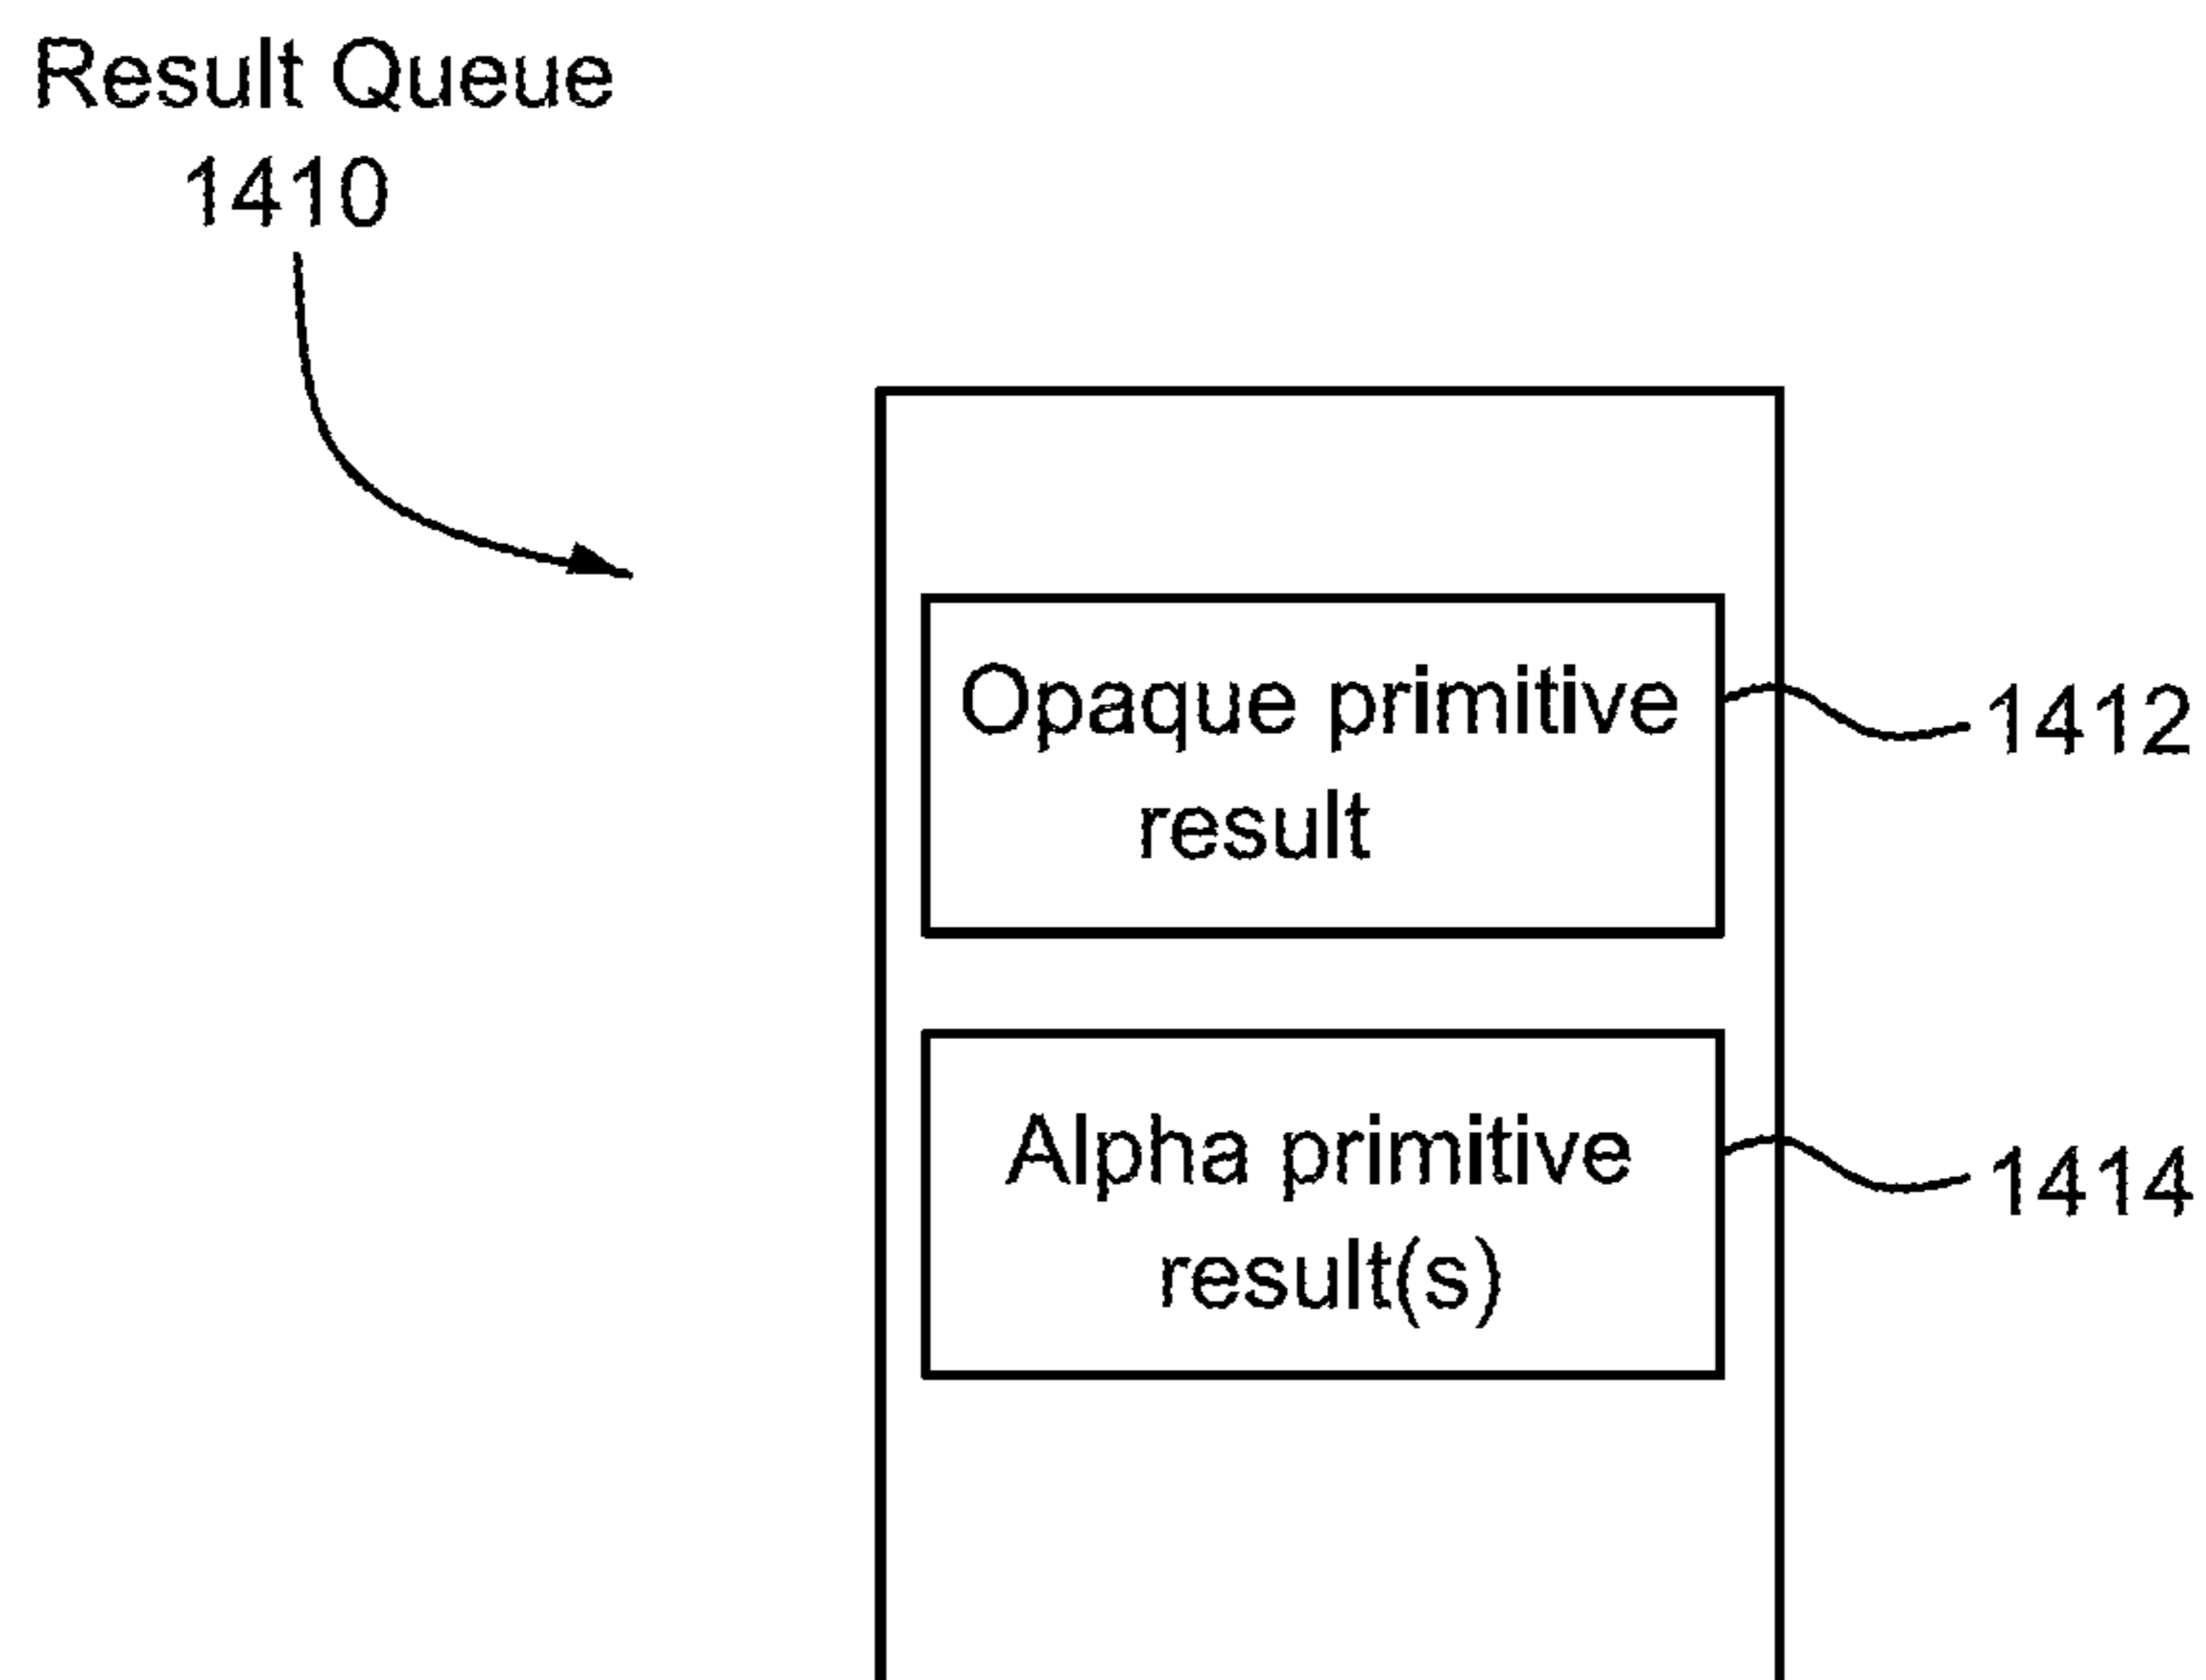 Result Queue
1410
Opaque primitive
result
1412
Alpha primitive
result(s)
1414